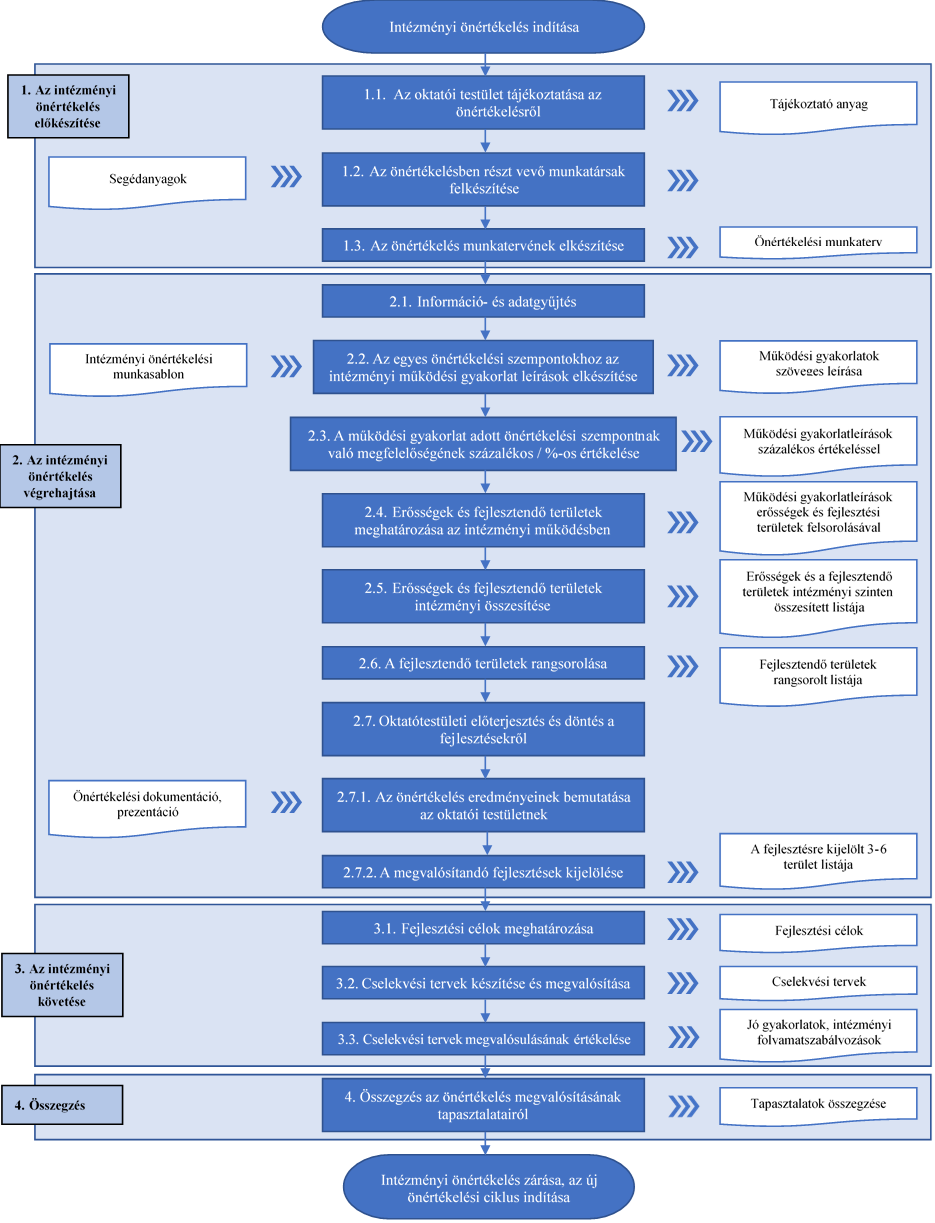 Intézményi önértékelés indítása
1. Az intézményi
önértékelés
előkészítése
1.1. Az oktatói testület tájékoztatása az
önértékelésről
Tájékoztató anyag
Segédanyagok
1.2. Az önértékelésben részt vevő munkatársak
felkészítése
1.3. Az önértékelés munkatervének elkészítése
Önértékelési munkaterv
2. Az intézményi
önértékelés
végrehajtása
2.1. Információ- és adatgyűjtés
Intézményi önértékelési
munkasablon
2.2. Az egyes önértékelési szempontokhoz az
intézményi működési gyakorlat leírások elkészítése
Működési gyakorlatok
szöveges leírása
2.3. A működési gyakorlat adott önértékelési szempontnak
való megfelelőségének százalékos / %-os értékelése
Működési gyakorlatleírások
százalékos értékeléssel
2.4. Erősségek és fejlesztendő területek
meghatározása az intézményi működésben
Működési gyakorlatleírások
erősségek és fejlesztési
területek felsorolásával
2.5. Erősségek és fejlesztendő területek
intézményi összesítése
Erősségek és a fejlesztendő
területek intézményi szinten
összesített listája
2.6. A fejlesztendő területek rangsorolása
Fejlesztendő területek
rangsorolt listája
2.7. Oktatótestületi előterjesztés és döntés a
fejlesztésekről
Önértékelési dokumentáció,
prezentáció
2.7.1. Az önértékelés eredményeinek bemutatása
az oktatói testületnek
2.7.2. A megvalósítandó fejlesztések kijelölése
A fejlesztésre kijelölt 3-6
terület listája
3. Az intézményi
önértékelés
követése
3.1. Fejlesztési célok meghatározása
Fejlesztési célok
3.2. Cselekvési tervek készítése és megvalósítása
Cselekvési tervek
3.3. Cselekvési tervek megvalósulásának értékelése
Jó gyakorlatok, intézményi
folyamatszabályozások
4. Összegzés
4. Összegzés az önértékelés megvalósításának
tapasztalatairól
Tapasztalatok összegzése
Intézményi önértékelés zárása, az új
önértékelési ciklus indítása